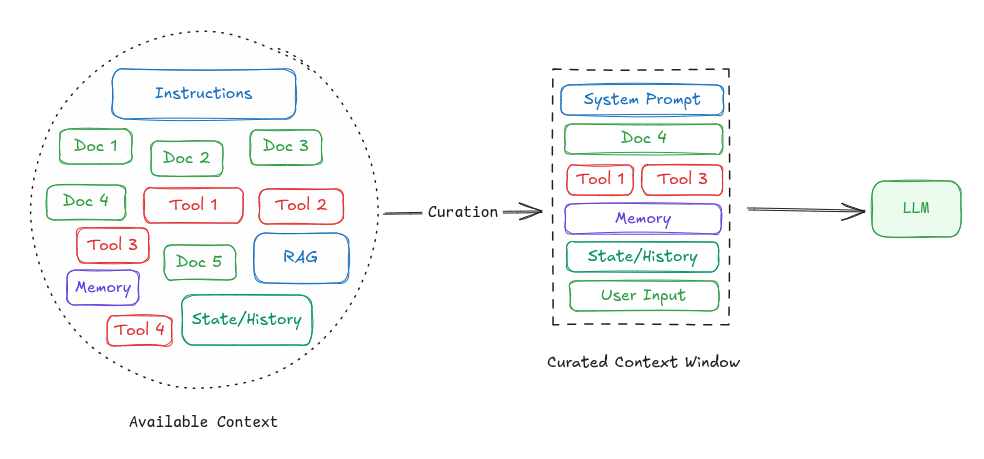 Instructions
Doc 1
Doc 2
Doc 3
Doc 4
Tool 1
Tool 2
Tool 3
Doc 5
RAG
Memory
Tool 4
State/History
Available Context
Curation
System Prompt
Doc 4
Tool 1
Tool 3
Memory
State/History
User Input
Curated Context Window
LLM